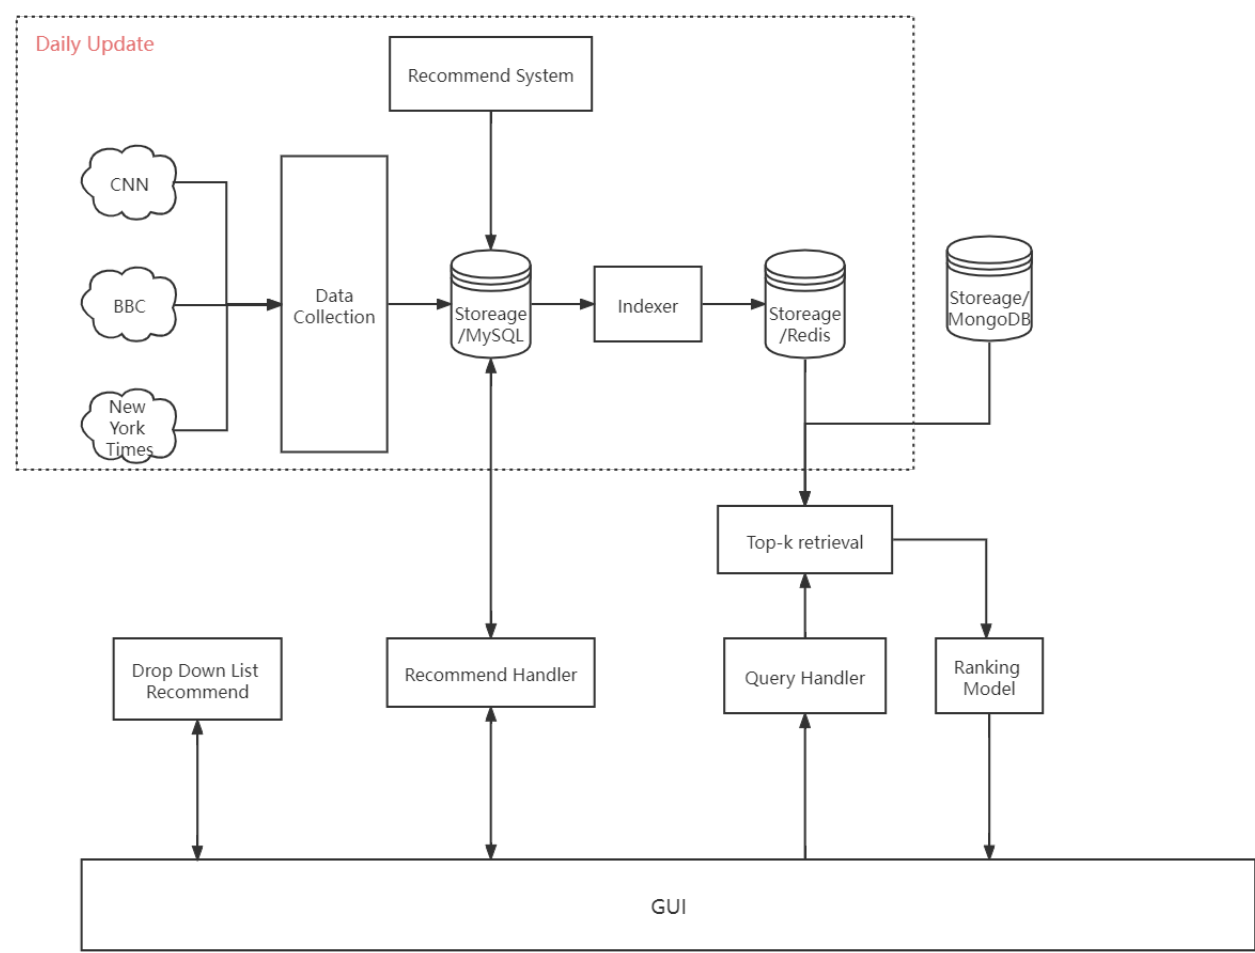 Daily Update
Recommend System
CNN
BBC
New
York
Times
Data
Collection
Storeage
/MySQL
Indexer
Storeage
/Redis
Storeage/
MongoDB
Top-k retrieval
Drop Down List
Recommend
Recommend Handler
Query Handler
Ranking
Model
GUI